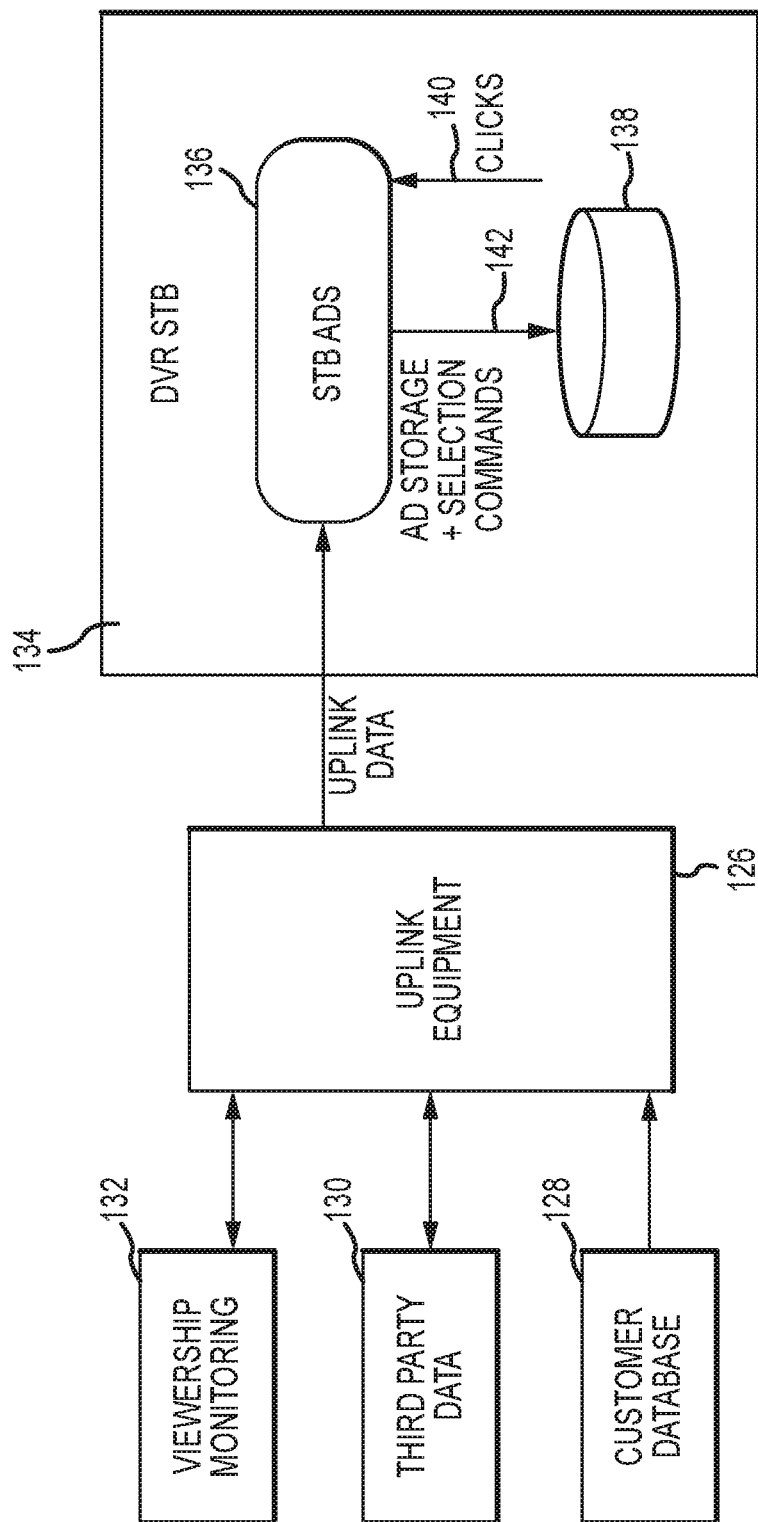 132
VIEWERSHIP
MONITORING
130
THIRD PARTY
DATA
128
CUSTOMER
DATABASE
UPLINK
EQUIPMENT
126
UPLINK
DATA
134
DVR STB
136
STB ADS
140
CLICKS
142
AD STORAGE
+ SELECTION
COMMANDS
138